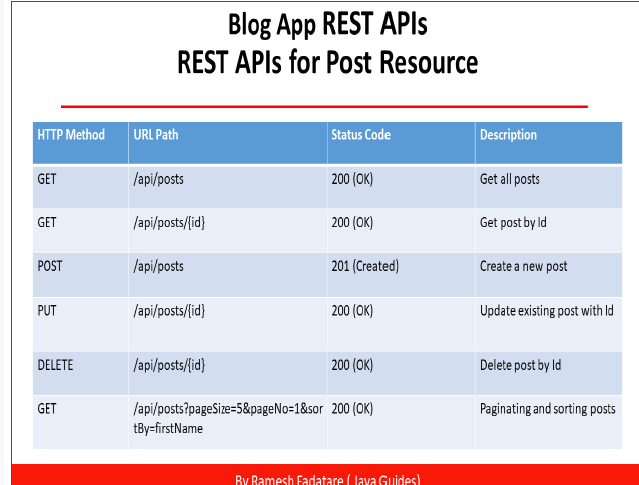 Blog App REST APIs
REST APIs for Post Resource
HTTP Method URL Path Status Code Description
GET /api/posts 200 (OK) Get all posts
GET /api/posts/{id} 200 (OK) Get post by Id
POST /api/posts 201 (Created) Create a new post
PUT /api/posts/{id} 200 (OK) Update existing post with Id
DELETE /api/posts/{id} 200 (OK) Delete post by Id
GET /api/posts?pageSize=5&pageNo=1&sor 200 (OK) Paginating and sorting posts
tBy=firstName
By Ramesh Fadatare ( Java Guides)